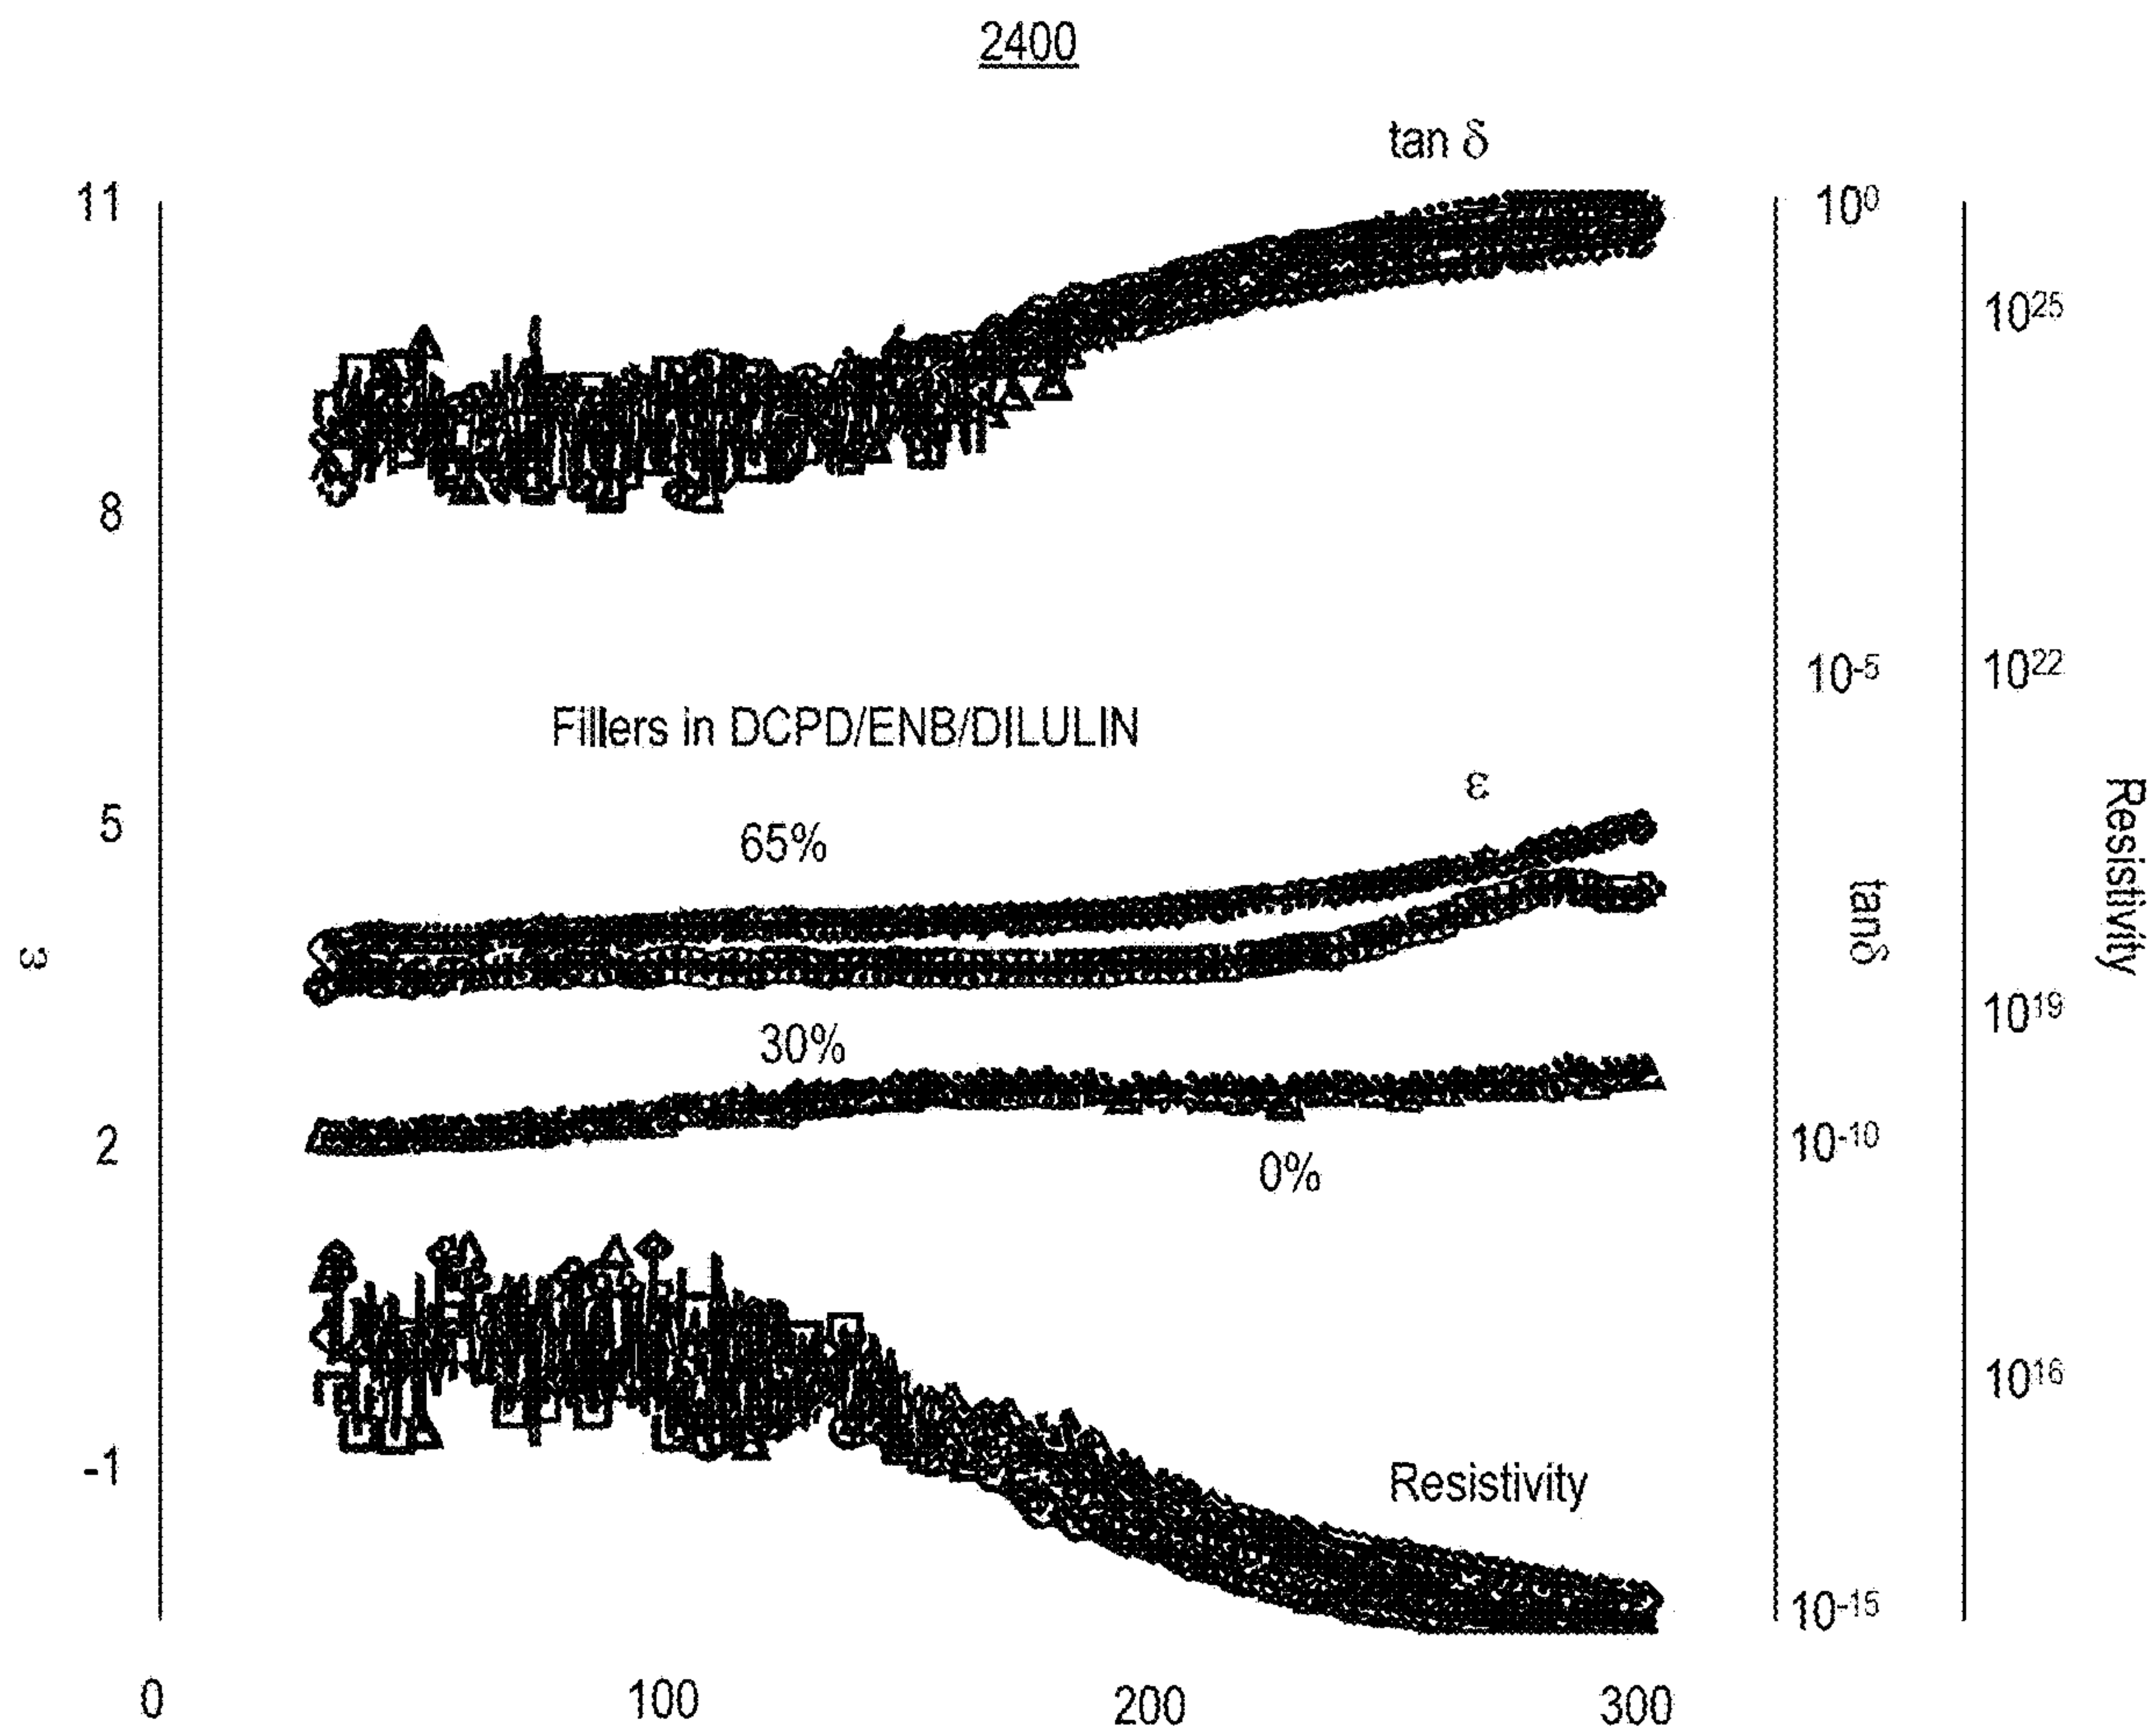 2400
tan δ
11
8
5
2
-1
ε
Fillers in DCPD/ENB/DILULIN
65%
ε
30%
0%
Resistivity
10⁰
10⁻⁵
10⁻¹⁰
10⁻¹⁵
tanδ
10²⁵
10²²
10¹⁹
10¹⁶
Resistivity
0 100 200 300